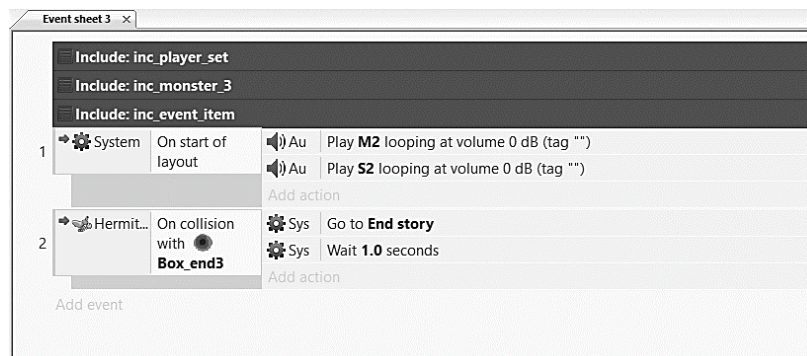 Event sheet 3
Include: inc_player_set
Include: inc_monster_3
Include: inc_event_item
1
System
On start of
layout
Au
Play M2 looping at volume 0 dB (tag "")
Au
Play S2 looping at volume 0 dB (tag "")
Add action
2
Hermit...
On collision
with
Box_end3
Sys
Go to End story
Sys
Wait 1.0 seconds
Add action
Add event